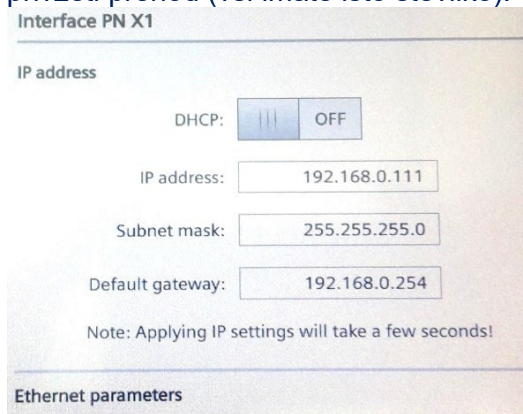 Interface PN X1
IP address
DHCP: OFF
IP address: 192.168.0.111
Subnet mask: 255.255.255.0
Default gateway: 192.168.0.254
Note: Applying IP settings will take a few seconds!
Ethernet parameters